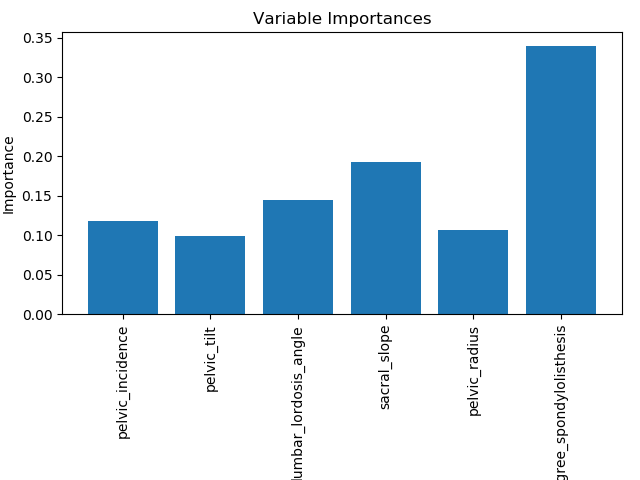 Variable Importances
Importance
0.35
0.30
0.25
0.20
0.15
0.10
0.05
0.00
pelvic_incidence
pelvic_tilt
lumbar_lordosis_angle
sacral_slope
pelvic_radius
gree_spondylolisthesis